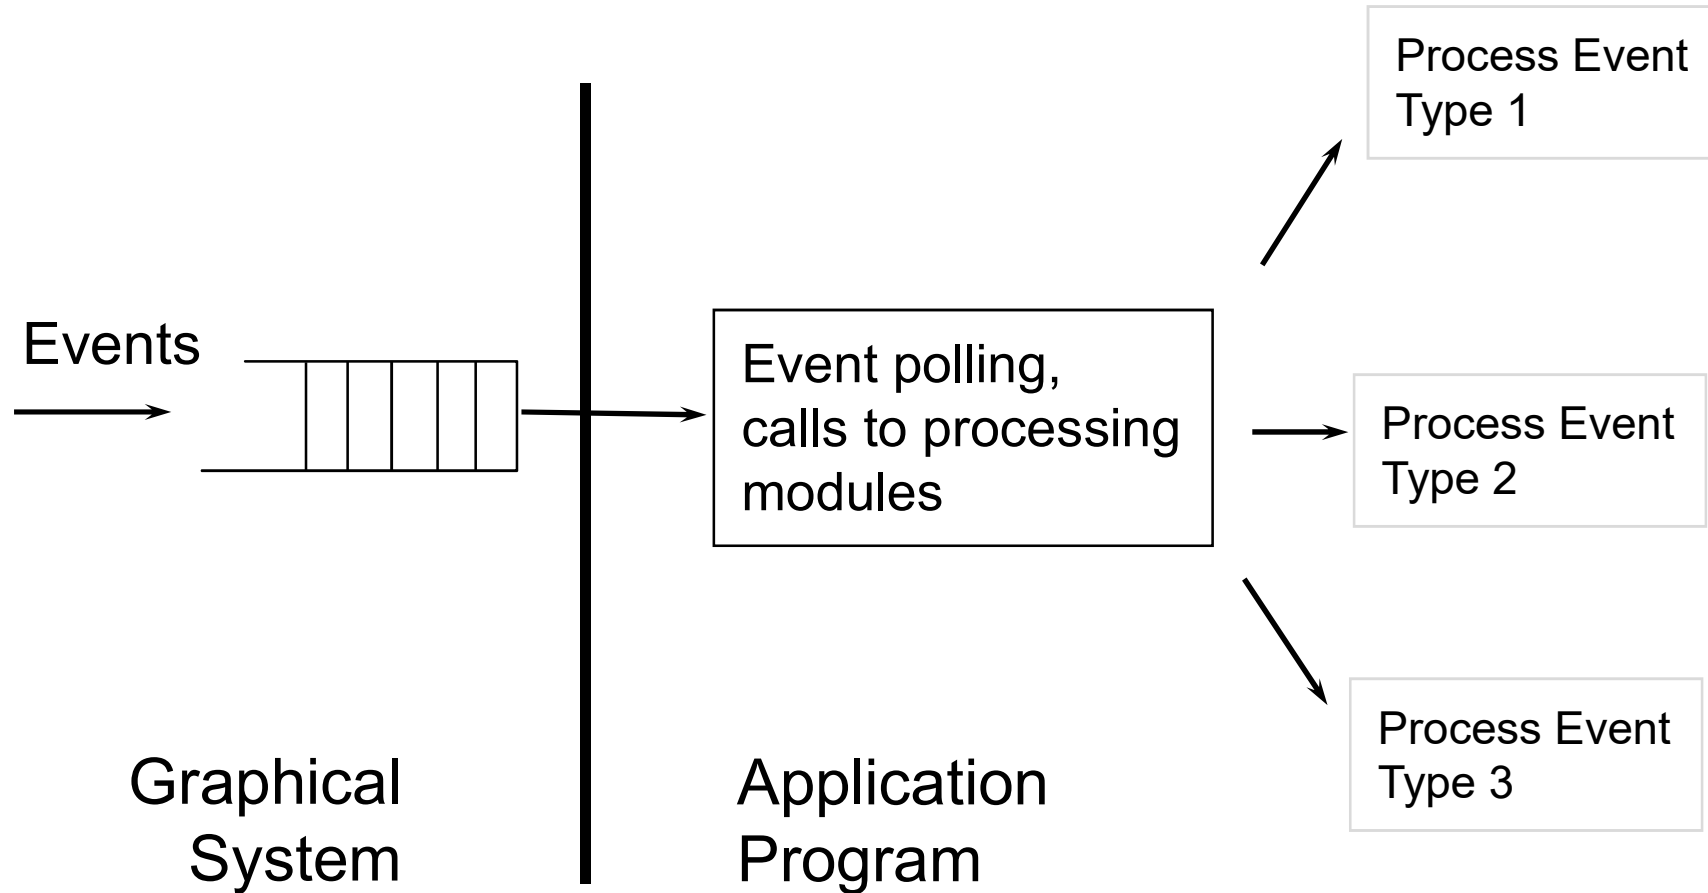 Events
Graphical
System
Event polling,
calls to processing
modules
Application
Program
Process Event
Type 1
Process Event
Type 2
Process Event
Type 3